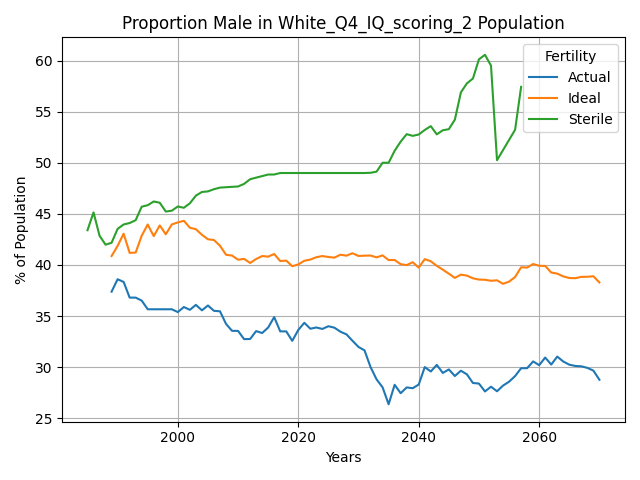 Proportion Male in White_Q4_IQ_scoring_2 Population
% of Population
60
55
50
45
40
35
30
25
Fertility
Actual
Ideal
Sterile
2000
2020
2040
2060
Years